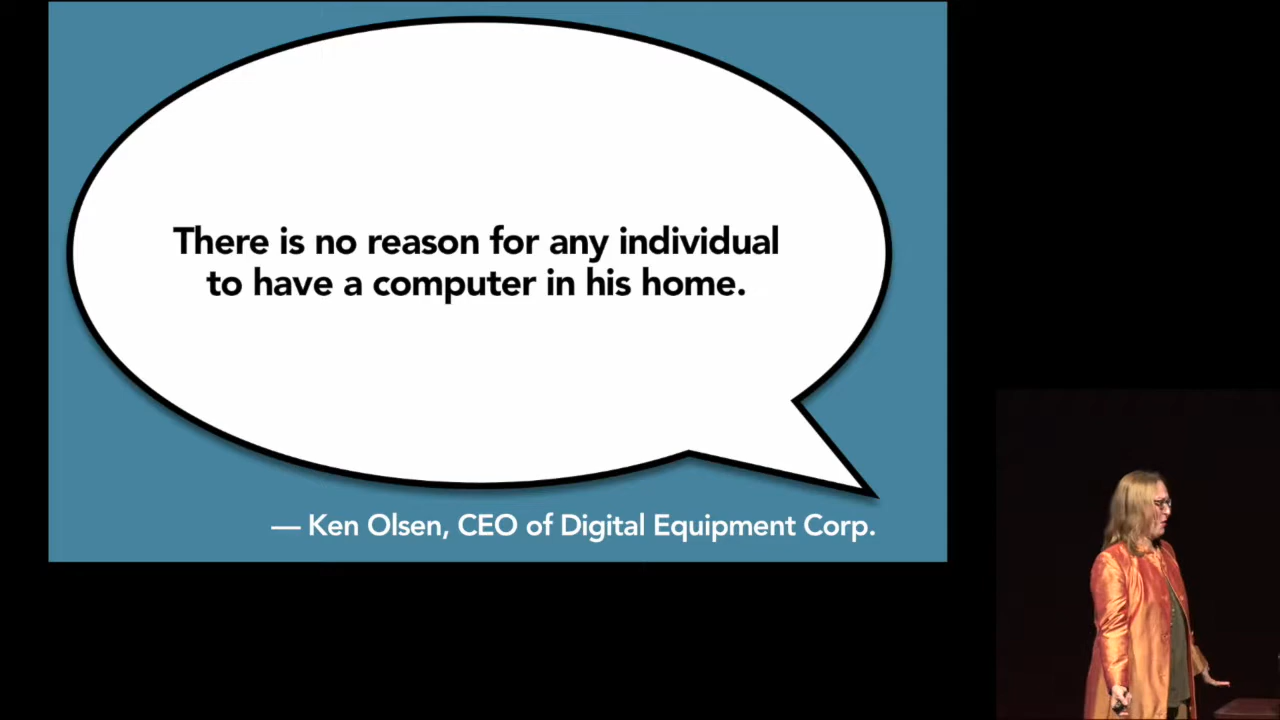 There is no reason for any individual
to have a computer in his home.
— Ken Olsen, CEO of Digital Equipment Corp.